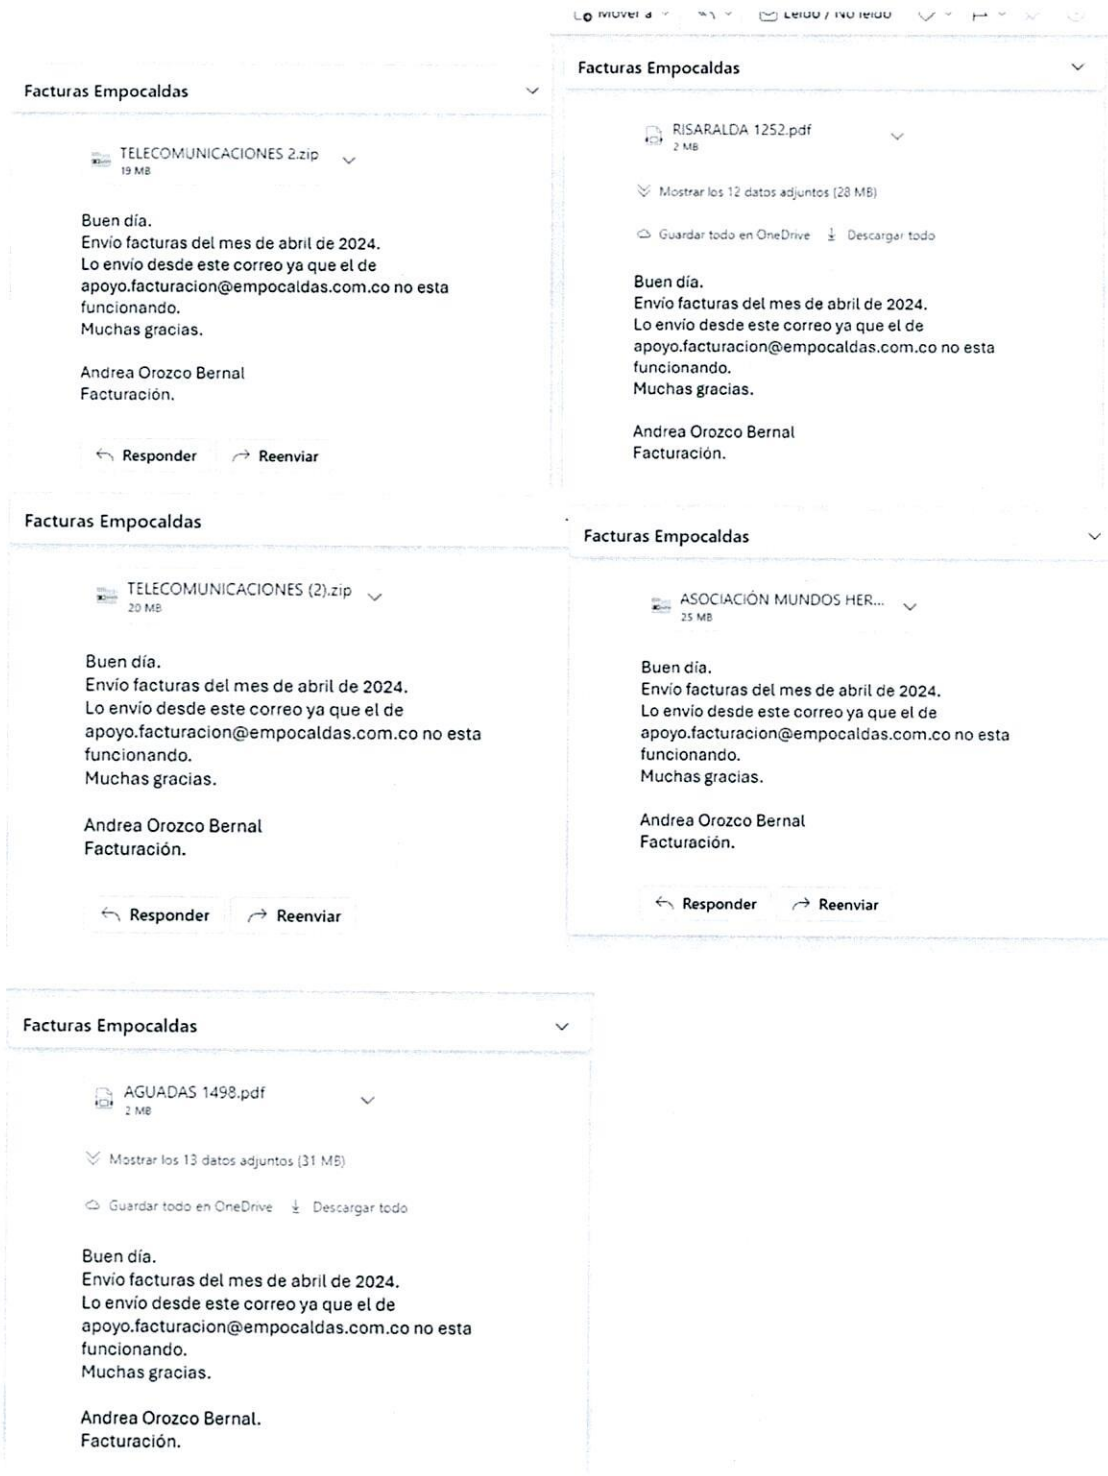 Mover a
Leído / No leído
Facturas Empocaldas
TELECOMUNICACIONES 2.zip
19 MB
Buen día.
Envío facturas del mes de abril de 2024.
Lo envío desde este correo ya que el de
apoyo.facturacion@empocaldas.com.co no esta
funcionando.
Muchas gracias.
Andrea Orozco Bernal
Facturación.
Responder
Reenviar
Facturas Empocaldas
RISARALDA 1252.pdf
2 MB
Mostrar los 12 datos adjuntos (28 MB)
Guardar todo en OneDrive
Descargar todo
Buen día.
Envío facturas del mes de abril de 2024.
Lo envío desde este correo ya que el de
apoyo.facturacion@empocaldas.com.co no esta
funcionando.
Muchas gracias.
Andrea Orozco Bernal
Facturación.
Facturas Empocaldas
TELECOMUNICACIONES (2).zip
20 MB
Buen día.
Envío facturas del mes de abril de 2024.
Lo envío desde este correo ya que el de
apoyo.facturacion@empocaldas.com.co no esta
funcionando.
Muchas gracias.
Andrea Orozco Bernal
Facturación.
Responder
Reenviar
Facturas Empocaldas
ASOCIACIÓN MUNDOS HER...
25 MB
Buen día.
Envío facturas del mes de abril de 2024.
Lo envío desde este correo ya que el de
apoyo.facturacion@empocaldas.com.co no esta
funcionando.
Muchas gracias.
Andrea Orozco Bernal
Facturación.
Responder
Reenviar
Facturas Empocaldas
AGUADAS 1498.pdf
2 MB
Mostrar los 13 datos adjuntos (31 MB)
Guardar todo en OneDrive
Descargar todo
Buen día.
Envío facturas del mes de abril de 2024.
Lo envío desde este correo ya que el de
apoyo.facturacion@empocaldas.com.co no esta
funcionando.
Muchas gracias.
Andrea Orozco Bernal.
Facturación.